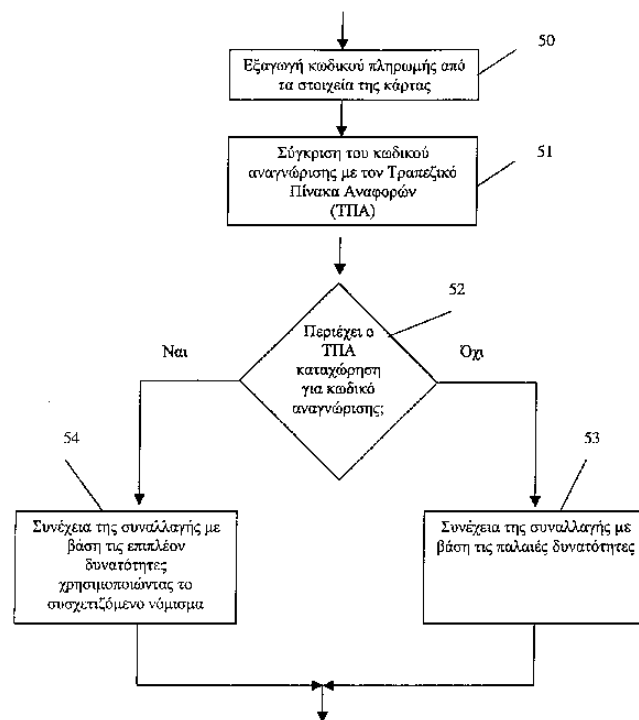 50
Εξαγωγή κωδικού πληρωμής από
τα στοιχεία της κάρτας
51
Σύγκριση του κωδικού
αναγνώρισης με τον Τραπεζικό
Πίνακα Αναφορών
(ΤΠΑ)
52
Περιέχει ο
ΤΠΑ
καταχώρηση
για κωδικό
αναγνώρισης;
Ναι
Όχι
54
53
Συνέχεια της συναλλαγής με
βάση τις επιπλέον
δυνατότητες
χρησιμοποιώντας το
συσχετιζόμενο νόμισμα
Συνέχεια της συναλλαγής με
βάση τις παλαιές δυνατότητες